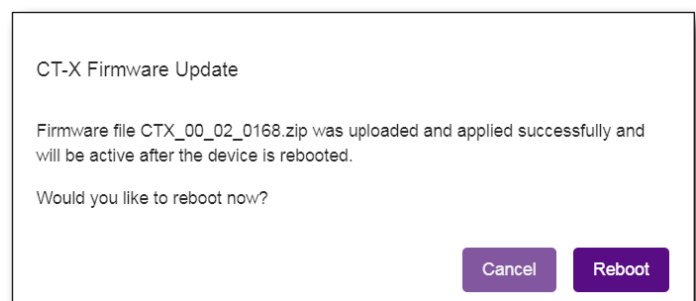 CT-X Firmware Update
Firmware file CTX_00_02_0168.zip was uploaded and applied successfully and
will be active after the device is rebooted.
Would you like to reboot now?
Cancel Reboot